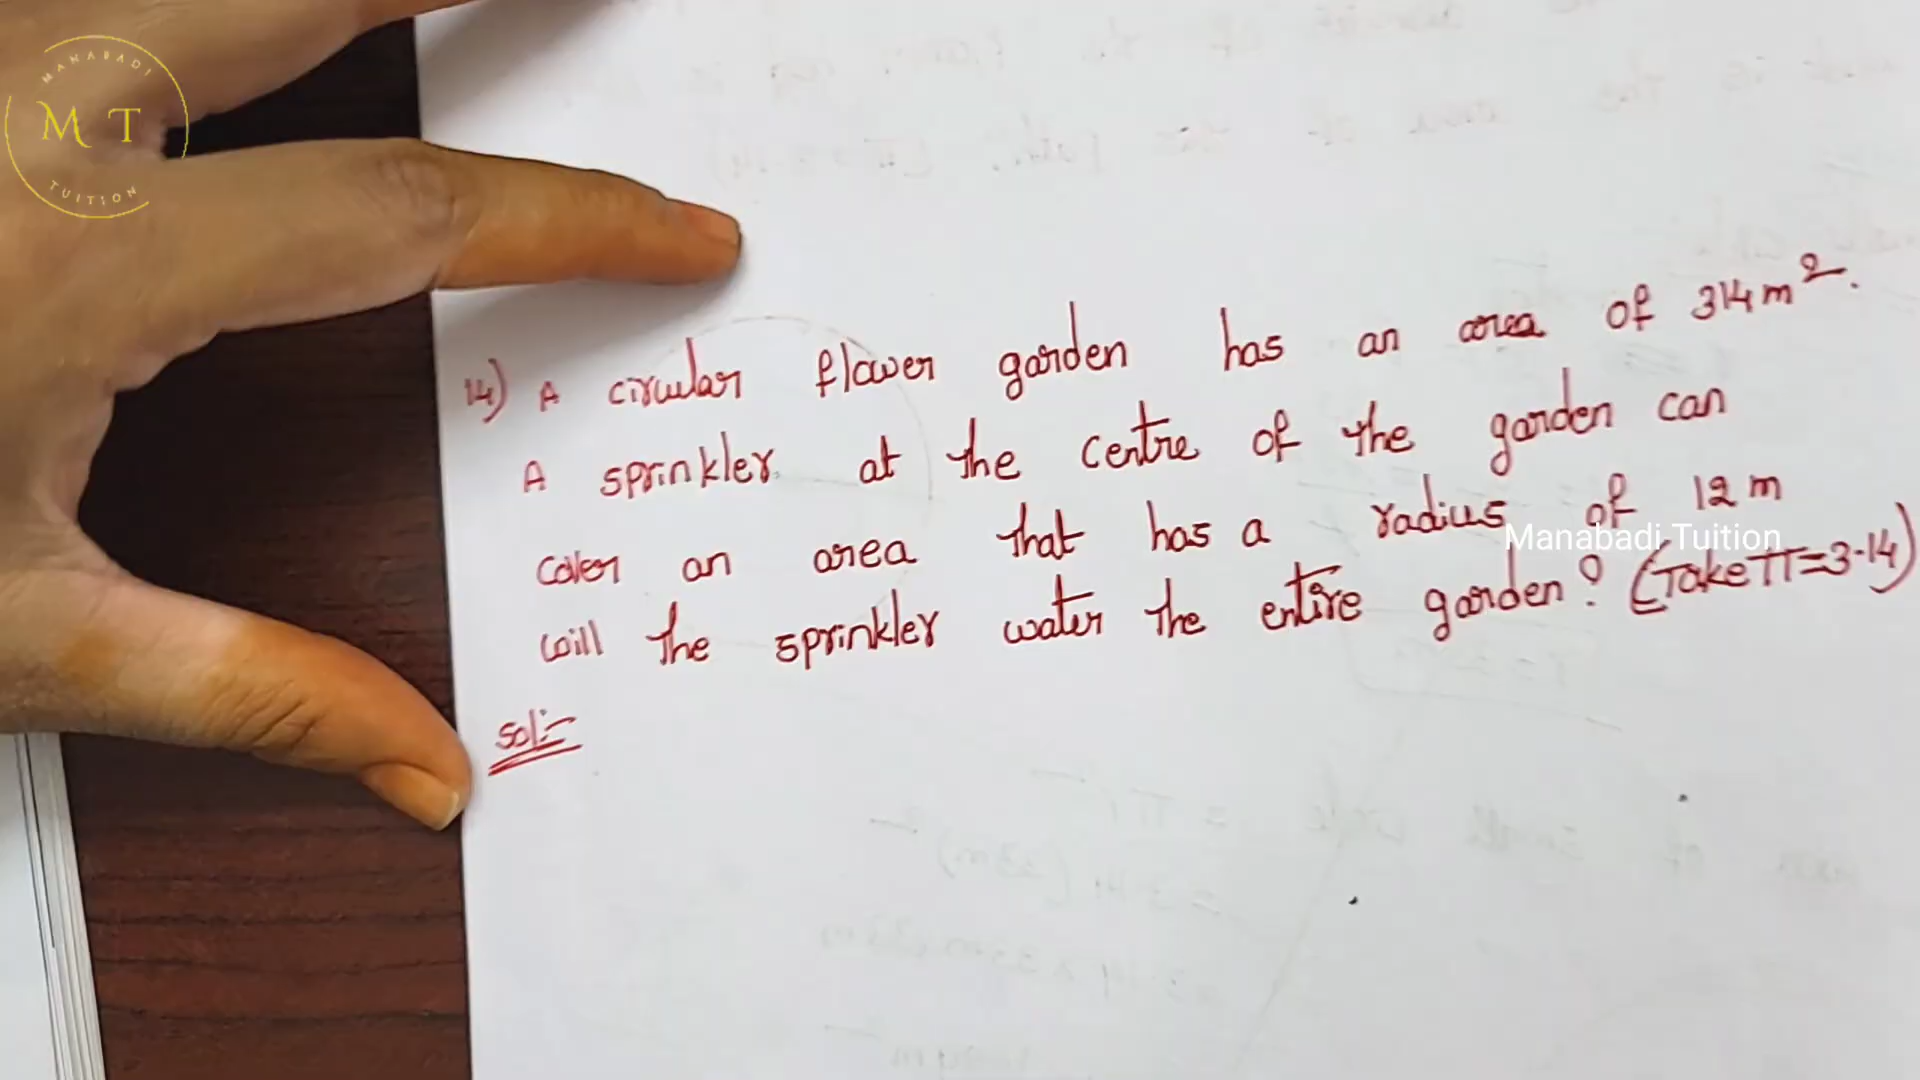 MANABADI
M T
TUITION
14) A circular flower garden has an area of 314m².
A sprinkler at the centre of the garden can
cover an area that has a radius of 12 m
Manabadi Tuition
will the sprinkler water the entire garden? (Take π=3.14)
Sol:-